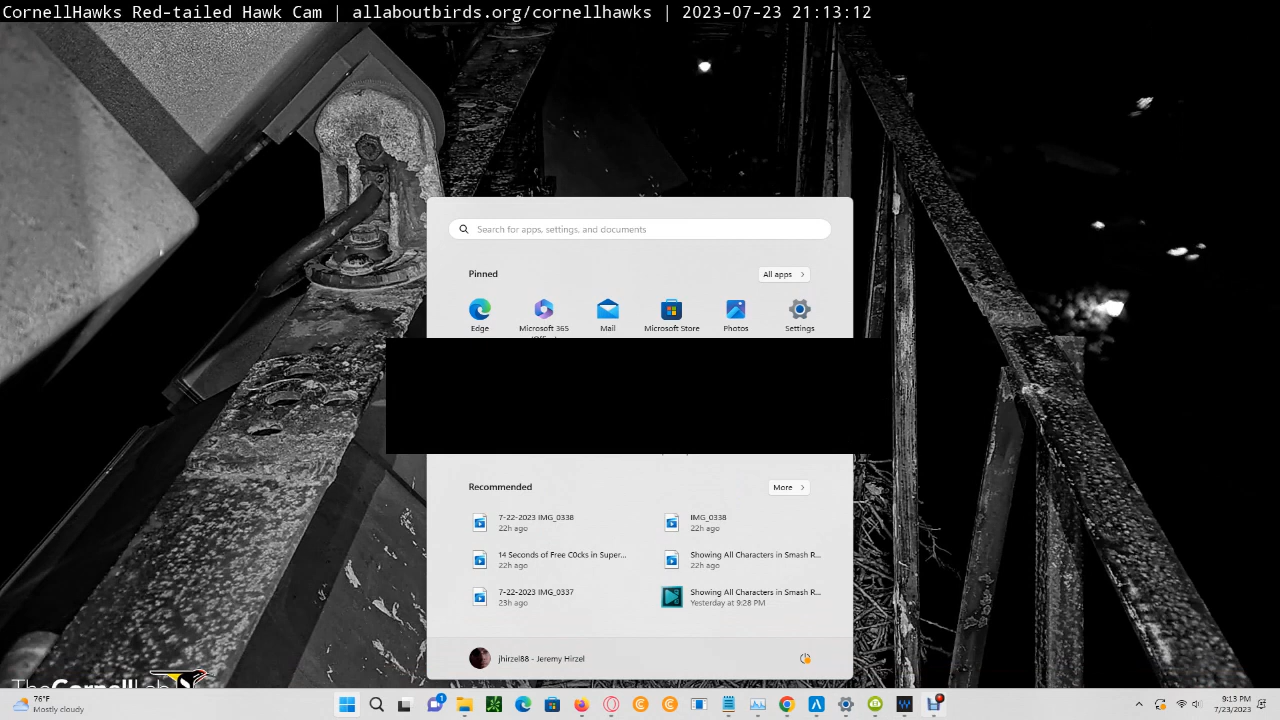 CornellHawks Red-tailed Hawk Cam | allaboutbirds.org/cornellhawks | 2023-07-23 21:13:12
Search for apps, settings, and documents
Pinned
All apps
Edge
Microsoft 365
Mail
Microsoft Store
Photos
Settings
Recommended
More
7-22-2023 IMG_0338
22h ago
IMG_0338
22h ago
14 Seconds of Free C0cks in Super...
22h ago
Showing All Characters in Smash R...
22h ago
7-22-2023 IMG_0337
23h ago
Showing All Characters in Smash R...
Yesterday at 9:28 PM
jhirzel88 - Jeremy Hirzel
76°F
Mostly cloudy
1
9:13 PM
7/23/2023